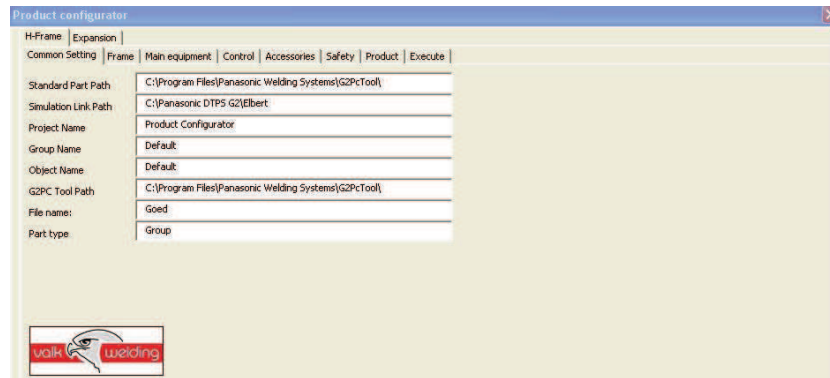 Product configurator
H-Frame Expansion
Common Setting Frame Main equipment Control Accessories Safety Product Execute
Standard Part Path C:\Program Files\Panasonic Welding Systems\G2PcTool\
Simulation Link Path C:\Panasonic DTPS G2\Elbert
Project Name Product Configurator
Group Name Default
Object Name Default
G2PC Tool Path C:\Program Files\Panasonic Welding Systems\G2PcTool\
File name: Goed
Part type Group
valk welding